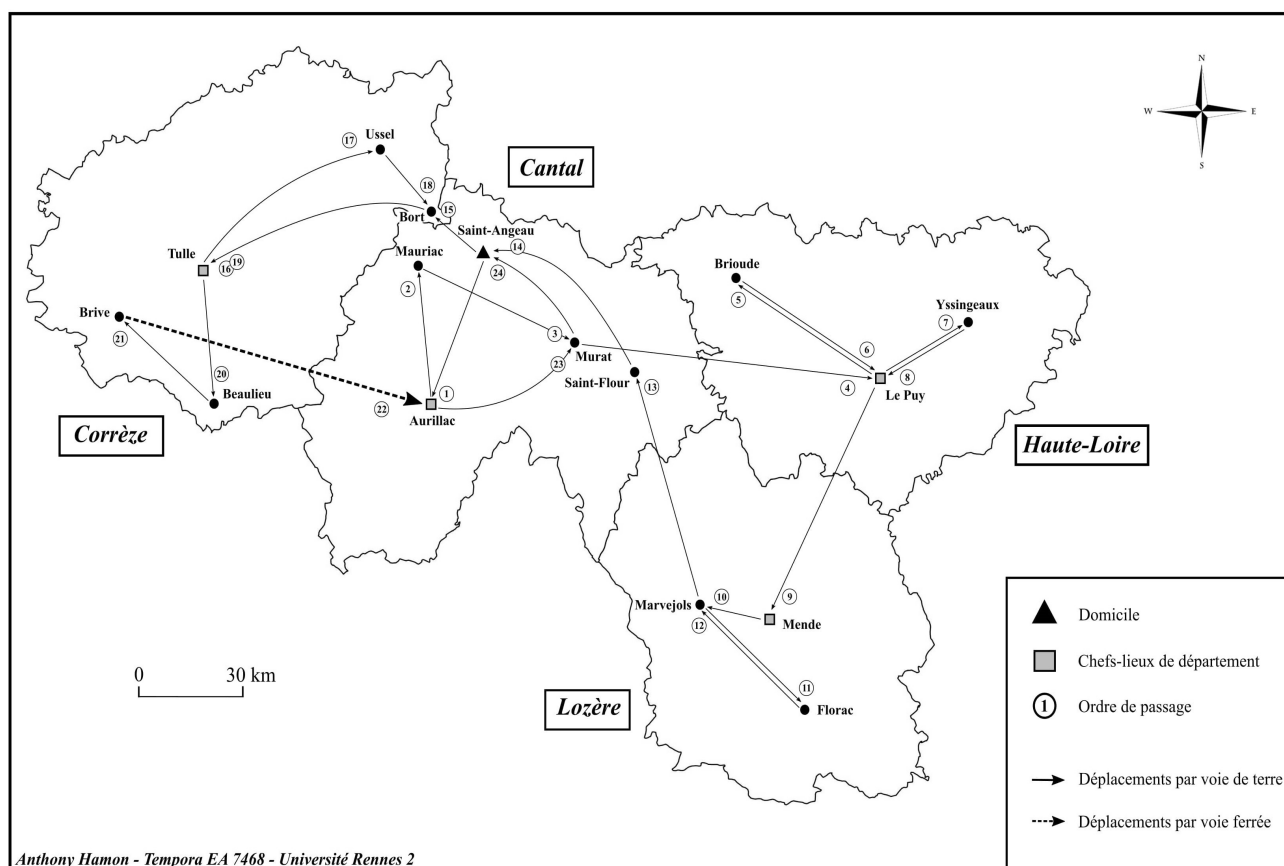 N
W
E
S
Ussel
17
Cantal
18
Bort
15
Saint-Angeau
14
Tulle
16
19
Mauriac
24
2
Brioude
5
Yssingeaux
7
Brive
21
3
Murat
23
6
Saint-Flour
13
4
8
Le Puy
20
Beaulieu
22
1
Aurillac
Corrèze
Haute-Loire
Marvejols
10
9
12
Mende
11
Florac
Lozère
0
30 km
Domicile
Chefs-lieux de département
1
Ordre de passage
Déplacements par voie de terre
Déplacements par voie ferrée
Anthony Hamon - Tempora EA 7468 - Université Rennes 2